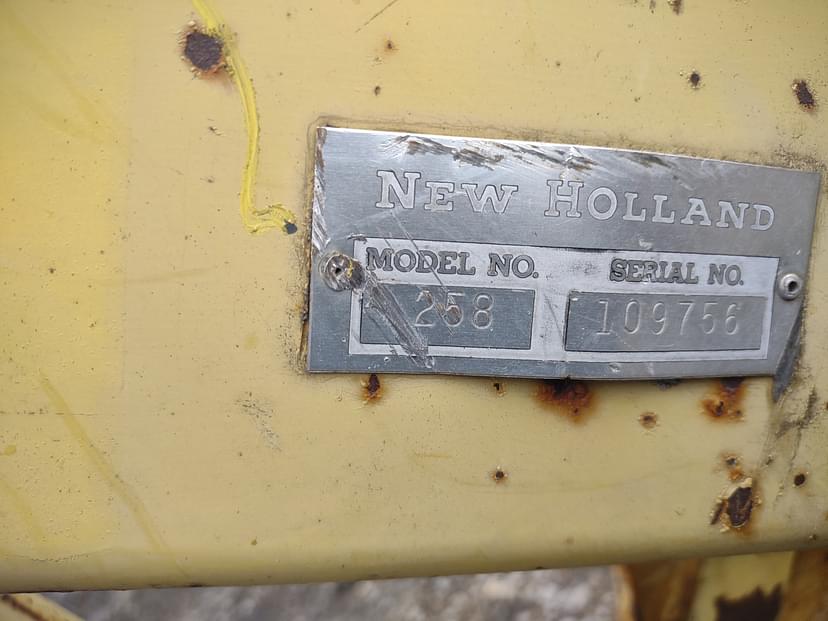 NEW HOLLAND
MODEL NO. SERIAL NO.
258 109756